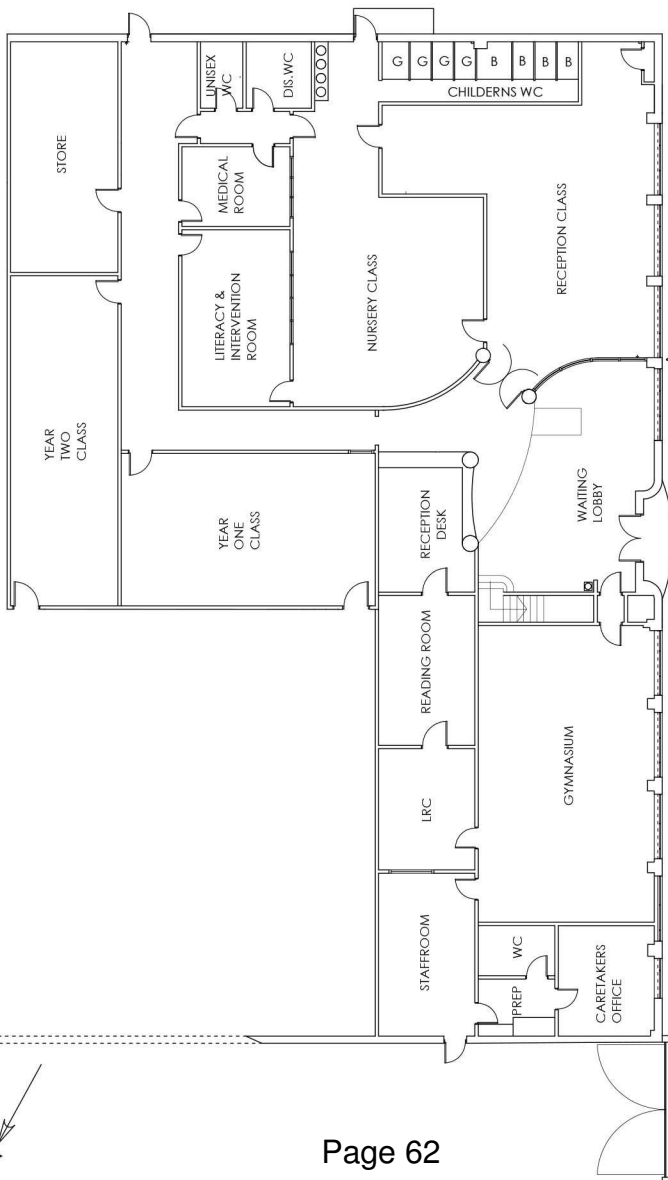 STORE
UNISEX
WC
DIS.WC
G
G
G
G
B
B
B
B
CHILDERNS WC
MEDICAL
ROOM
LITERACY &
INTERVENTION
ROOM
NURSERY CLASS
RECEPTION CLASS
YEAR
TWO
CLASS
YEAR
ONE
CLASS
RECEPTION
DESK
WAITING
LOBBY
READING ROOM
LRC
GYMNASIUM
STAFFROOM
WC
PREP
CARETAKERS
OFFICE
Page 62